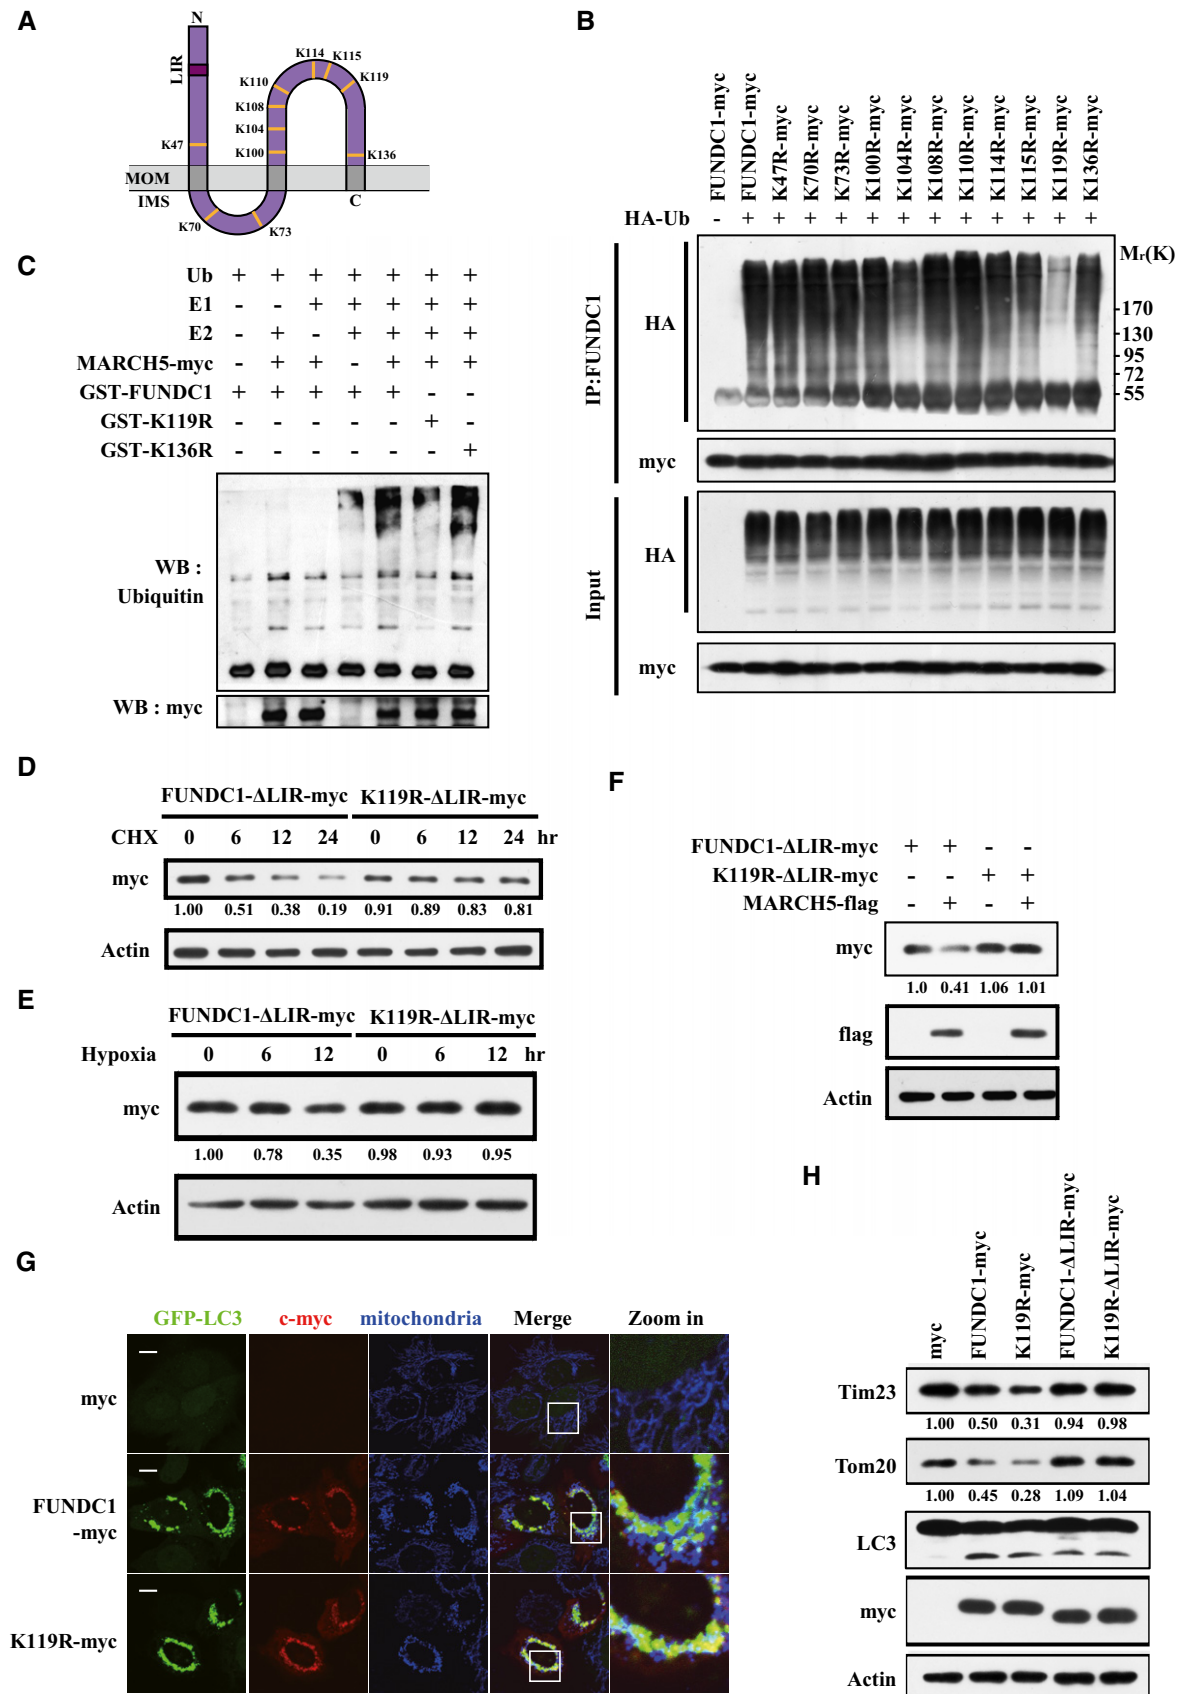 A
N
LIR
K47
MOM
IMS
K70
K73
K100
K104
K108
K110
K114
K115
K119
K136
C
B
FUNDC1-myc
FUNDC1-myc
K47R-myc
K70R-myc
K73R-myc
K100R-myc
K104R-myc
K108R-myc
K110R-myc
K114R-myc
K115R-myc
K119R-myc
K136R-myc
HA-Ub - + + + + + + + + + + + +
IP:FUNDC1
HA
Mr(K)
170
130
95
72
55
myc
Input
HA
myc
C
Ub + + + + + + +
E1 - - + + + + +
E2 - + - + + + +
MARCH5-myc - + + - + + +
GST-FUNDC1 + + + + + - -
GST-K119R - - - - - + -
GST-K136R - - - - - - +
WB :
Ubiquitin
WB : myc
D
FUNDC1-ΔLIR-myc K119R-ΔLIR-myc
CHX 0 6 12 24 0 6 12 24 hr
myc
1.00 0.51 0.38 0.19 0.91 0.89 0.83 0.81
Actin
E
FUNDC1-ΔLIR-myc K119R-ΔLIR-myc
Hypoxia 0 6 12 0 6 12 hr
myc
1.00 0.78 0.35 0.98 0.93 0.95
Actin
F
FUNDC1-ΔLIR-myc + + - -
K119R-ΔLIR-myc - - + +
MARCH5-flag - + - +
myc
1.0 0.41 1.06 1.01
flag
Actin
G
GFP-LC3 c-myc mitochondria Merge Zoom in
myc
FUNDC1
-myc
K119R-myc
H
myc
FUNDC1-myc
K119R-myc
FUNDC1-ΔLIR-myc
K119R-ΔLIR-myc
Tim23
1.00 0.50 0.31 0.94 0.98
Tom20
1.00 0.45 0.28 1.09 1.04
LC3
myc
Actin